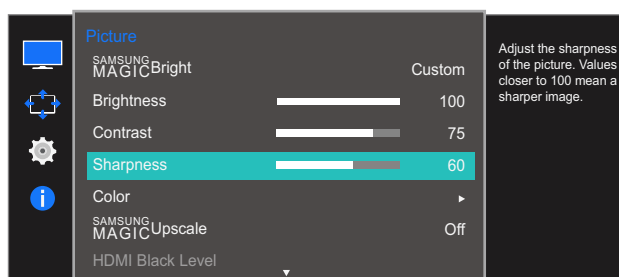 Picture
SAMSUNG
MAGICBright Custom
Brightness 100
Contrast 75
Sharpness 60
Color
SAMSUNG
MAGICUpscale Off
HDMI Black Level
Adjust the sharpness
of the picture. Values
closer to 100 mean a
sharper image.